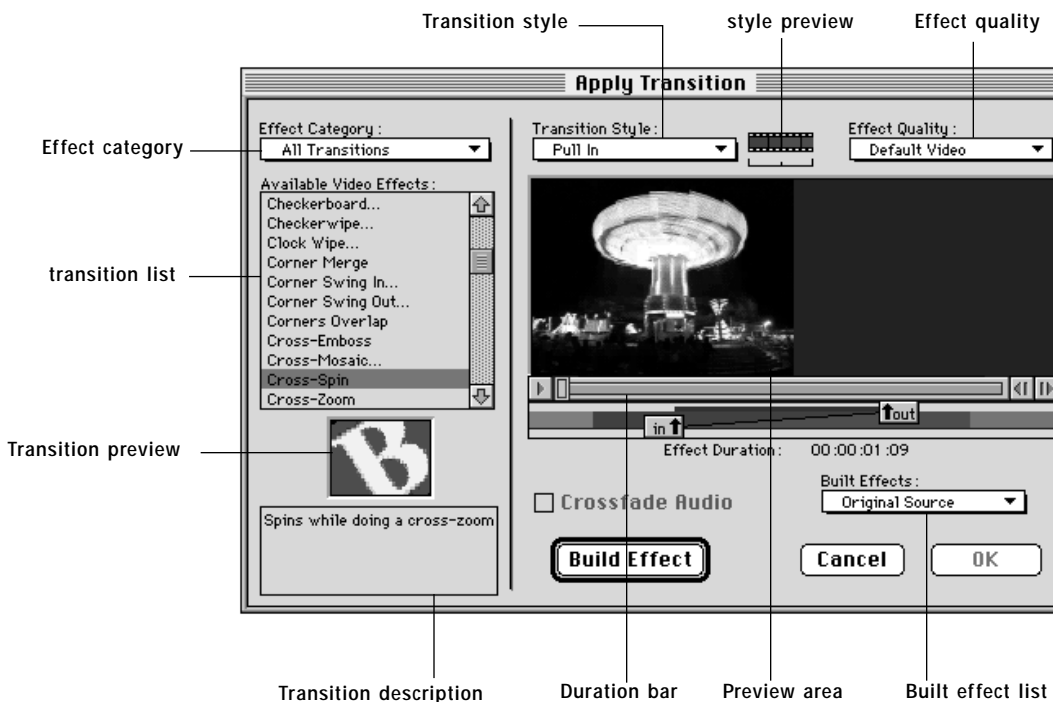 Transition style
style preview
Effect quality
Apply Transition
Effect category
Effect Category :
All Transitions
Transition Style :
Pull In
Effect Quality :
Default Video
Available Video Effects :
Checkerboard...
Checkerwipe...
Clock Wipe...
Corner Merge
Corner Swing In...
Corner Swing Out...
Corners Overlap
Cross-Emboss
Cross-Mosaic...
Cross-Spin
Cross-Zoom
transition list
in
out
Effect Duration : 00:00:01:09
Transition preview
B
Built Effects :
Original Source
Crossfade Audio
Spins while doing a cross-zoom
Build Effect
Cancel
OK
Transition description
Duration bar
Preview area
Built effect list